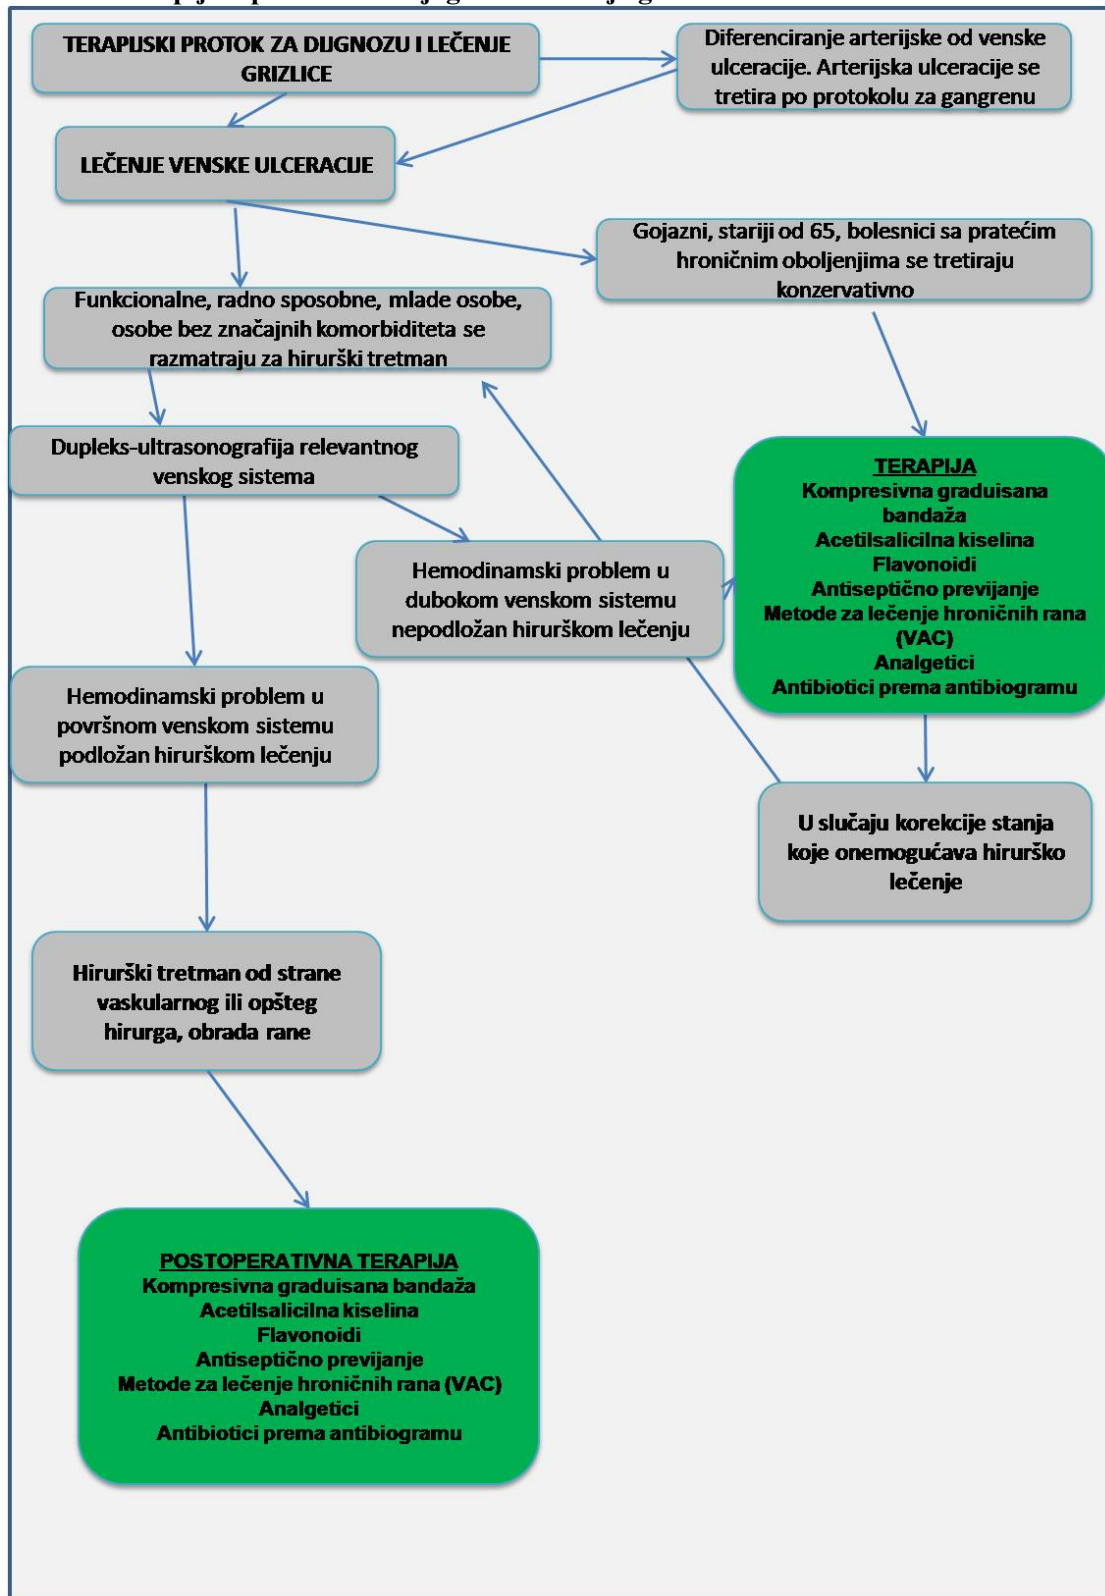 TERAPIJSKI PROTOK ZA DIJGNOZU I LEČENJE
GRIZLICE
Diferenciranje arterijske od venske
ulceracije. Arterijska ulceracije se
tretira po protokolu za gangrenu
LEČENJE VENSKE ULCERACIJE
Gojazni, stariji od 65, bolesnici sa pratećim
hroničnim oboljenjima se tretiraju
konzervativno
Funkcionalne, radno sposobne, mlade osobe,
osobe bez značajnih komorbiditeta se
razmatraju za hirurški tretman
Dupleks-ultrasonografija relevantnog
venskog sistema
TERAPIJA
Kompresivna graduisana
bandaža
Acetilsalicilna kiselina
Flavonoidi
Antiseptično previjanje
Metode za lečenje hroničnih rana
(VAC)
Analgetici
Antibiotici prema antibiogramu
Hemodinamski problem u
dubokom venskom sistemu
nepodložan hirurškom lečenju
Hemodinamski problem u
površnom venskom sistemu
podložan hirurškom lečenju
U slučaju korekcije stanja
koje onemogućava hirurško
lečenje
Hirurški tretman od strane
vaskularnog ili opšteg
hirurga, obrada rane
POSTOPERATIVNA TERAPIJA
Kompresivna graduisana bandaža
Acetilsalicilna kiselina
Flavonoidi
Antiseptično previjanje
Metode za lečenje hroničnih rana (VAC)
Analgetici
Antibiotici prema antibiogramu